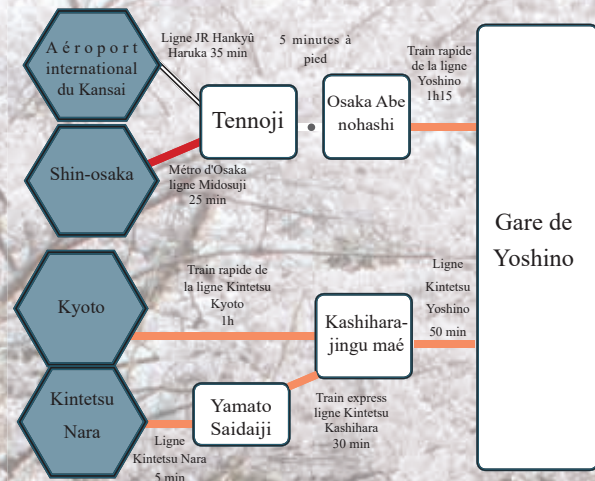 Aéroport
international
du Kansai
Ligne JR Hankyû
Haruka 35 min
Tennoji
5 minutes à
pied
Osaka Abe
nohashi
Train rapide
de la ligne
Yoshino
1h15
Shin-osaka
Métro d'Osaka
ligne Midosuji
25 min
Gare de
Yoshino
Kyoto
Train rapide de
la ligne Kintetsu
Kyoto
1h
Kashihara-
jingu maé
Ligne
Kintetsu
Yoshino
50 min
Kintetsu
Nara
Ligne
Kintetsu Nara
5 min
Yamato
Saidaiji
Train express
ligne Kintetsu
Kashihara
30 min